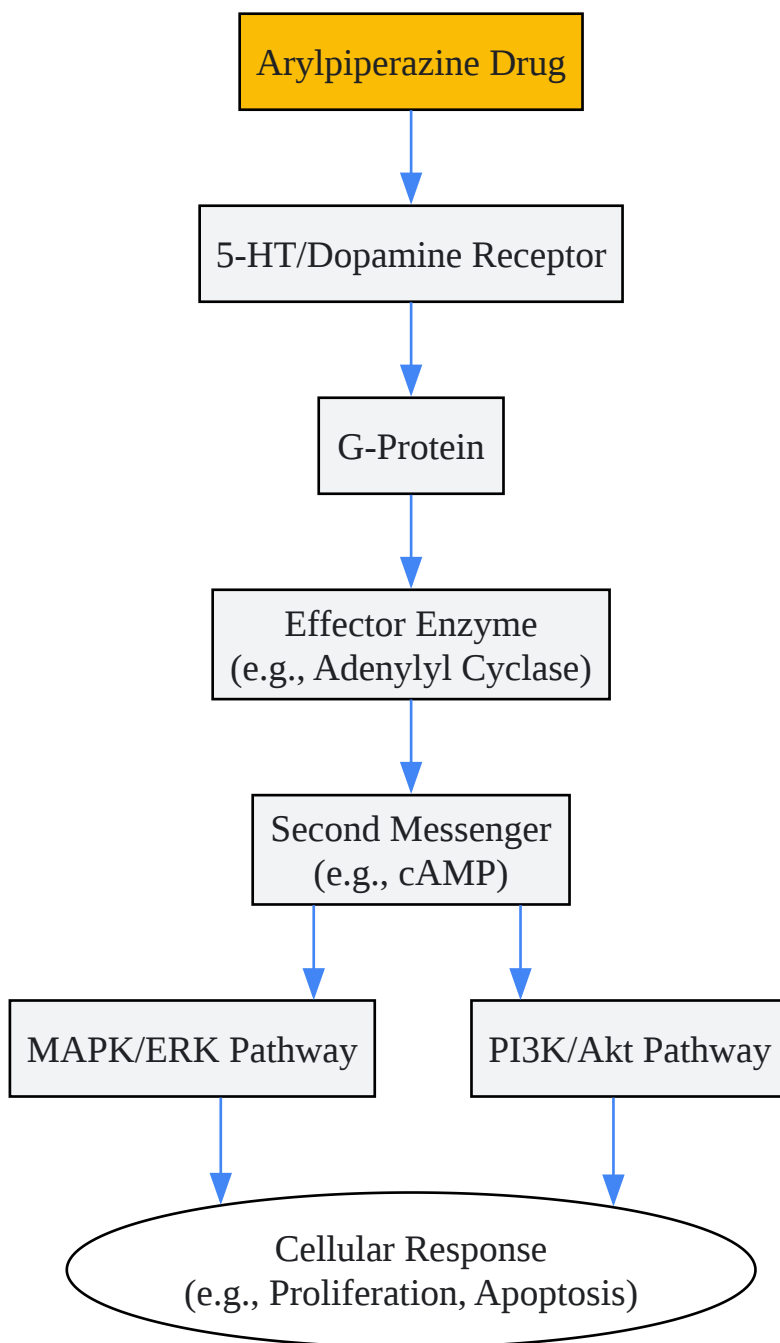 Arylpiperazine Drug
5-HT/Dopamine Receptor
G-Protein
Effector Enzyme
(e.g., Adenylyl Cyclase)
Second Messenger
(e.g., cAMP)
MAPK/ERK Pathway
PI3K/Akt Pathway
Cellular Response
(e.g., Proliferation, Apoptosis)